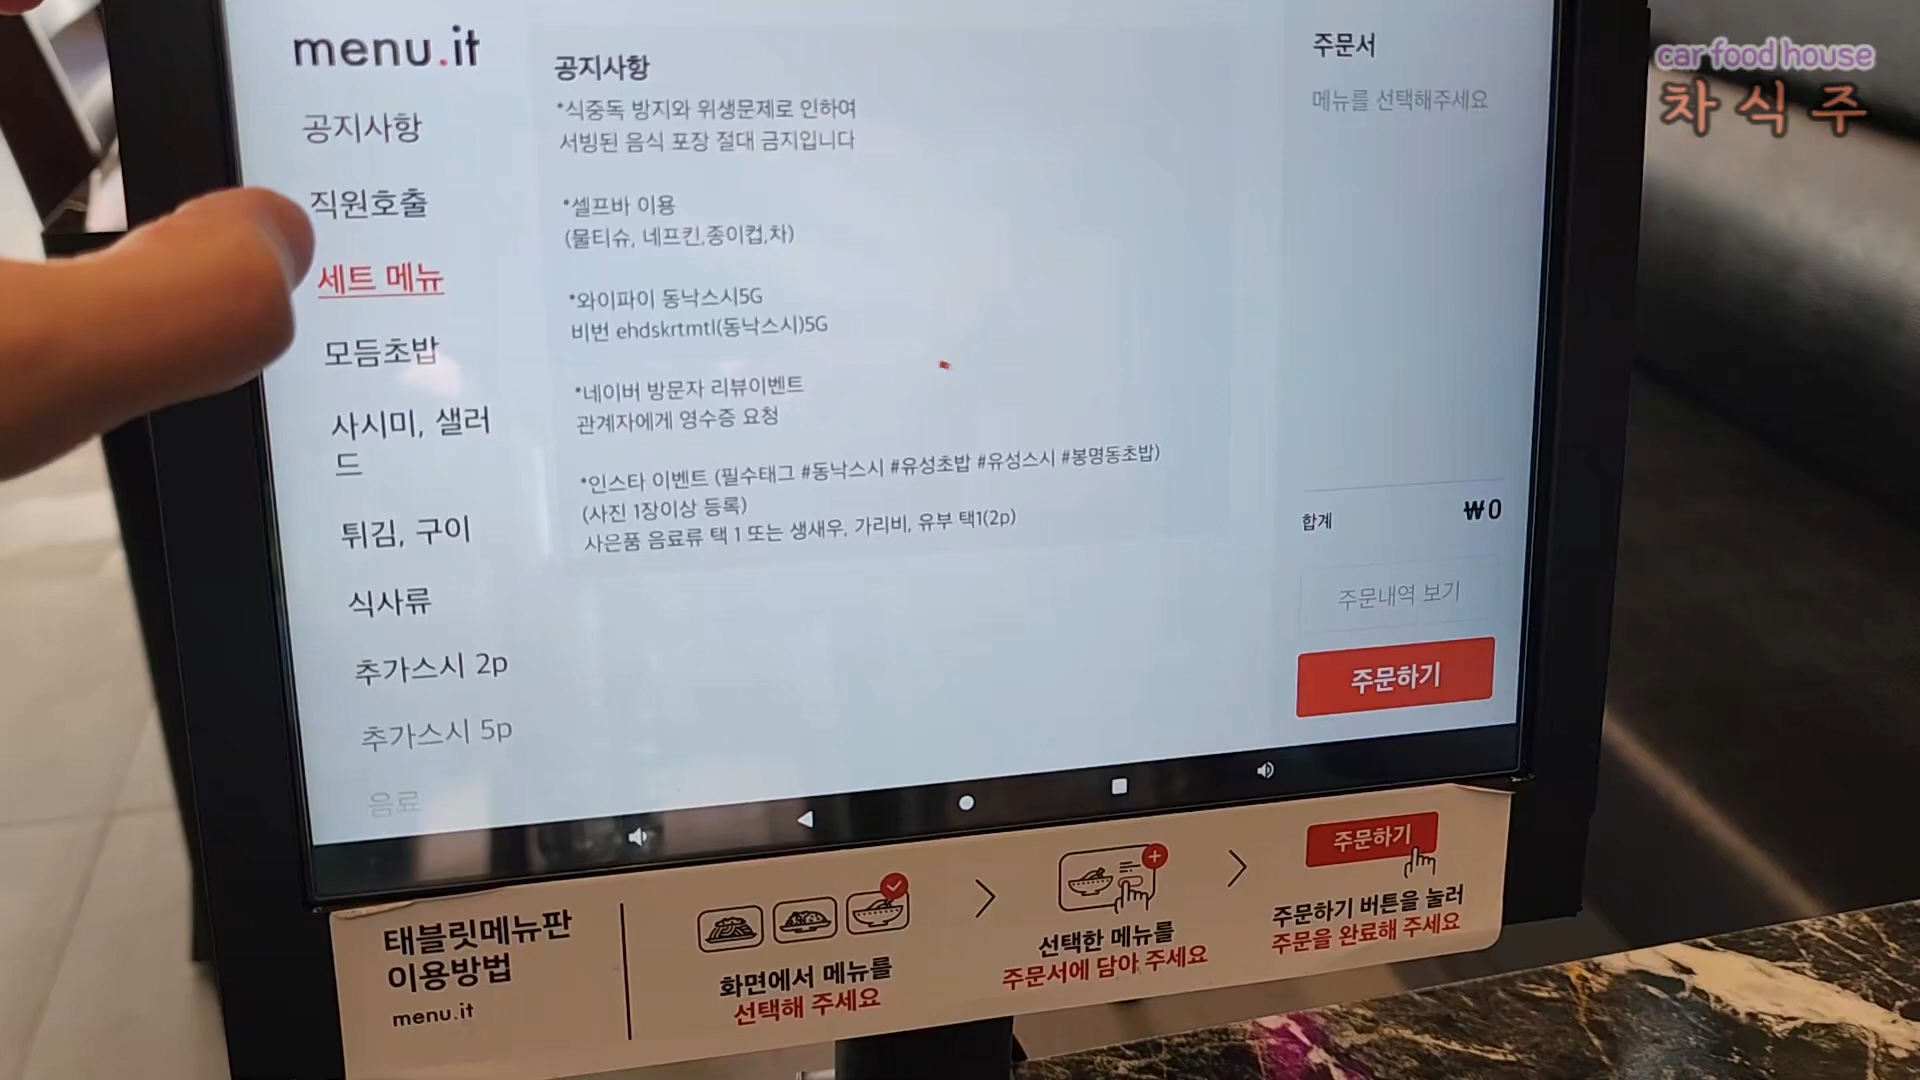 menu.it
공지사항
직원호출
세트 메뉴
모듬초밥
사시미, 샐러
드
튀김, 구이
식사류
추가스시 2p
추가스시 5p
음료
공지사항
*식중독 방지와 위생문제로 인하여
서빙된 음식 포장 절대 금지입니다
*셀프바 이용
(물티슈, 네프킨,종이컵,차)
*와이파이 동낙스시5G
비번 ehdskrtmtl(동낙스시)5G
*네이버 방문자 리뷰이벤트
관계자에게 영수증 요청
*인스타 이벤트 (필수태그 #동낙스시 #유성초밥 #유성스시 #봉명동초밥)
(사진 1장이상 등록)
사은품 음료류 택 1 또는 생새우, 가리비, 유부 택1(2p)
주문서
메뉴를 선택해주세요
합계 ₩0
주문내역 보기
주문하기
car food house
차 식 주
태블릿메뉴판
이용방법
menu.it
화면에서 메뉴를
선택해 주세요
선택한 메뉴를
주문서에 담아 주세요
주문하기
주문하기 버튼을 눌러
주문을 완료해 주세요